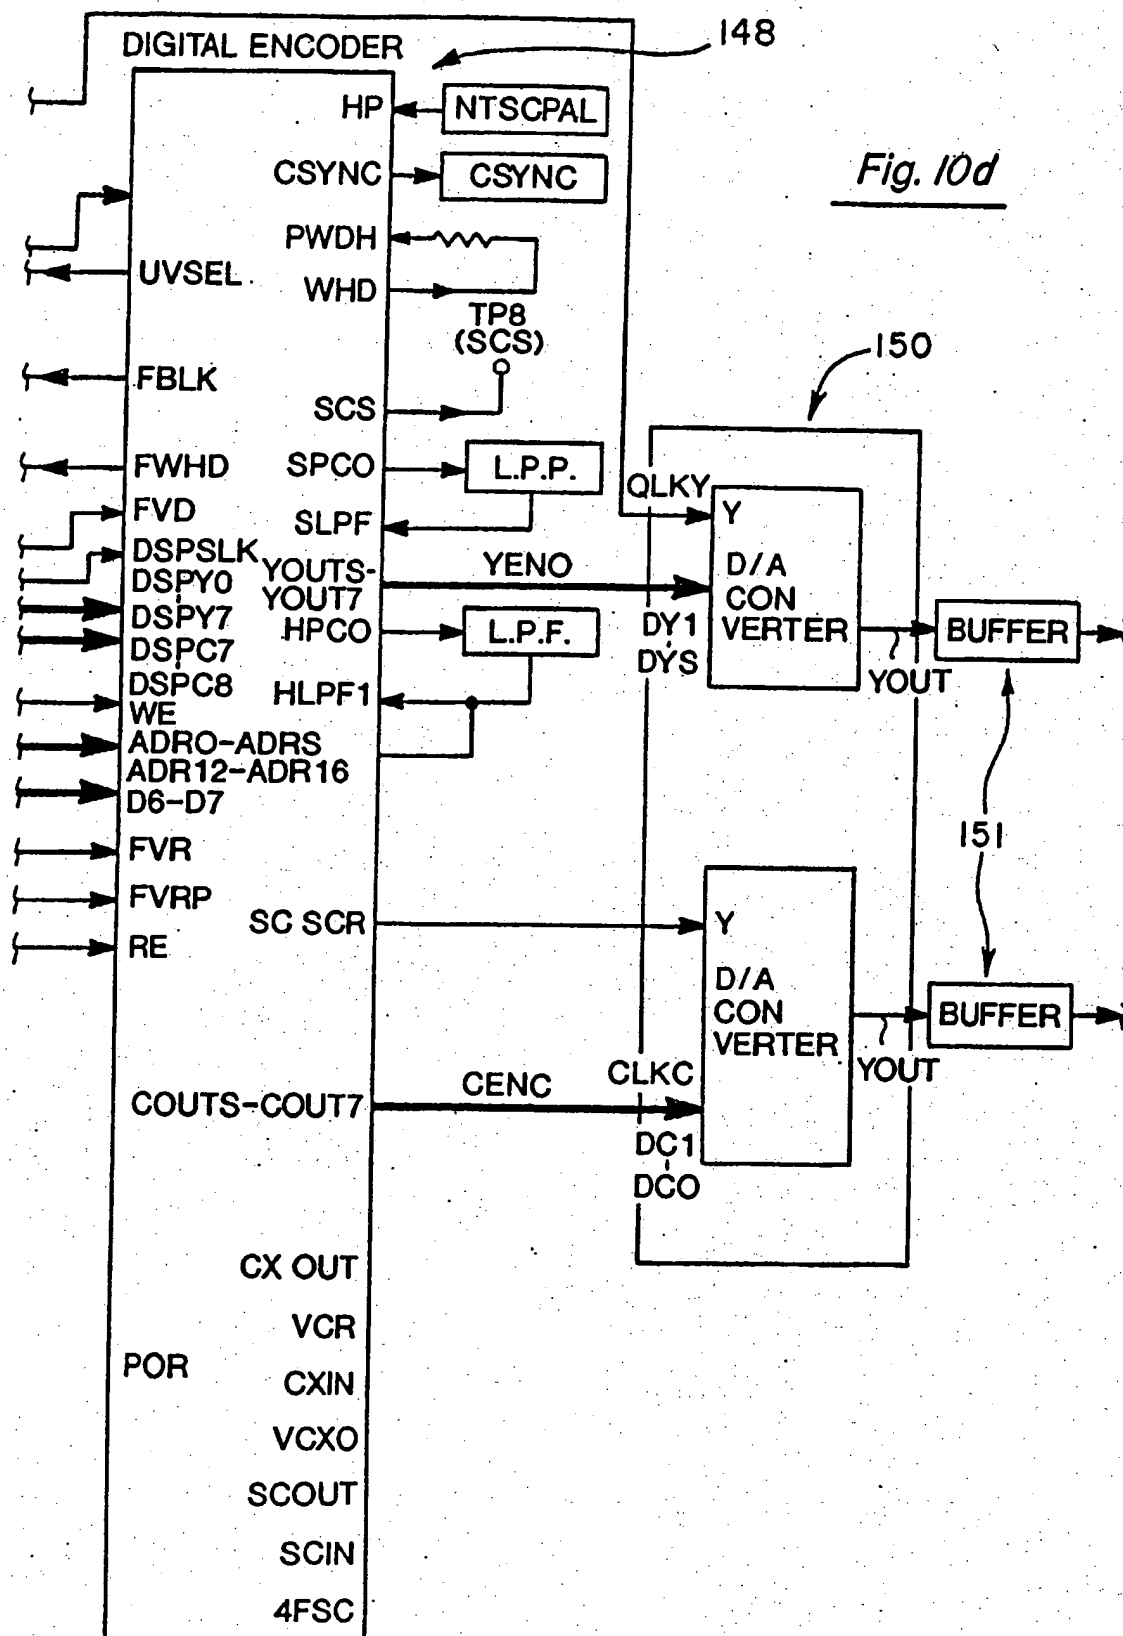 DIGITAL ENCODER
148
Fig. 10d
HP
NTSCPAL
CSYNC
CSYNC
PWDH
UVSEL
WHD
TP8
(SCS)
150
FBLK
SCS
FWHD
SPCO
L.P.P.
QLKY
Y
FVD
SLPF
DSPSLK
DSPY0
YOUTS-
YENO
D/A
DSPY7
YOUT7
CON
DSPC7
HPCO
L.P.F.
DY1
VERTER
BUFFER
DYS
DSPC8
HLPF1
YOUT
WE
ADRO-ADRS
ADR12-ADR16
D6-D7
151
FVR
FVRP
SC SCR
Y
RE
D/A
CON
BUFFER
VERTER
CLKC
YOUT
COUTS-COUT7
CENC
DC1
DCO
CX OUT
VCR
POR
CXIN
VCXO
SCOUT
SCIN
4FSC